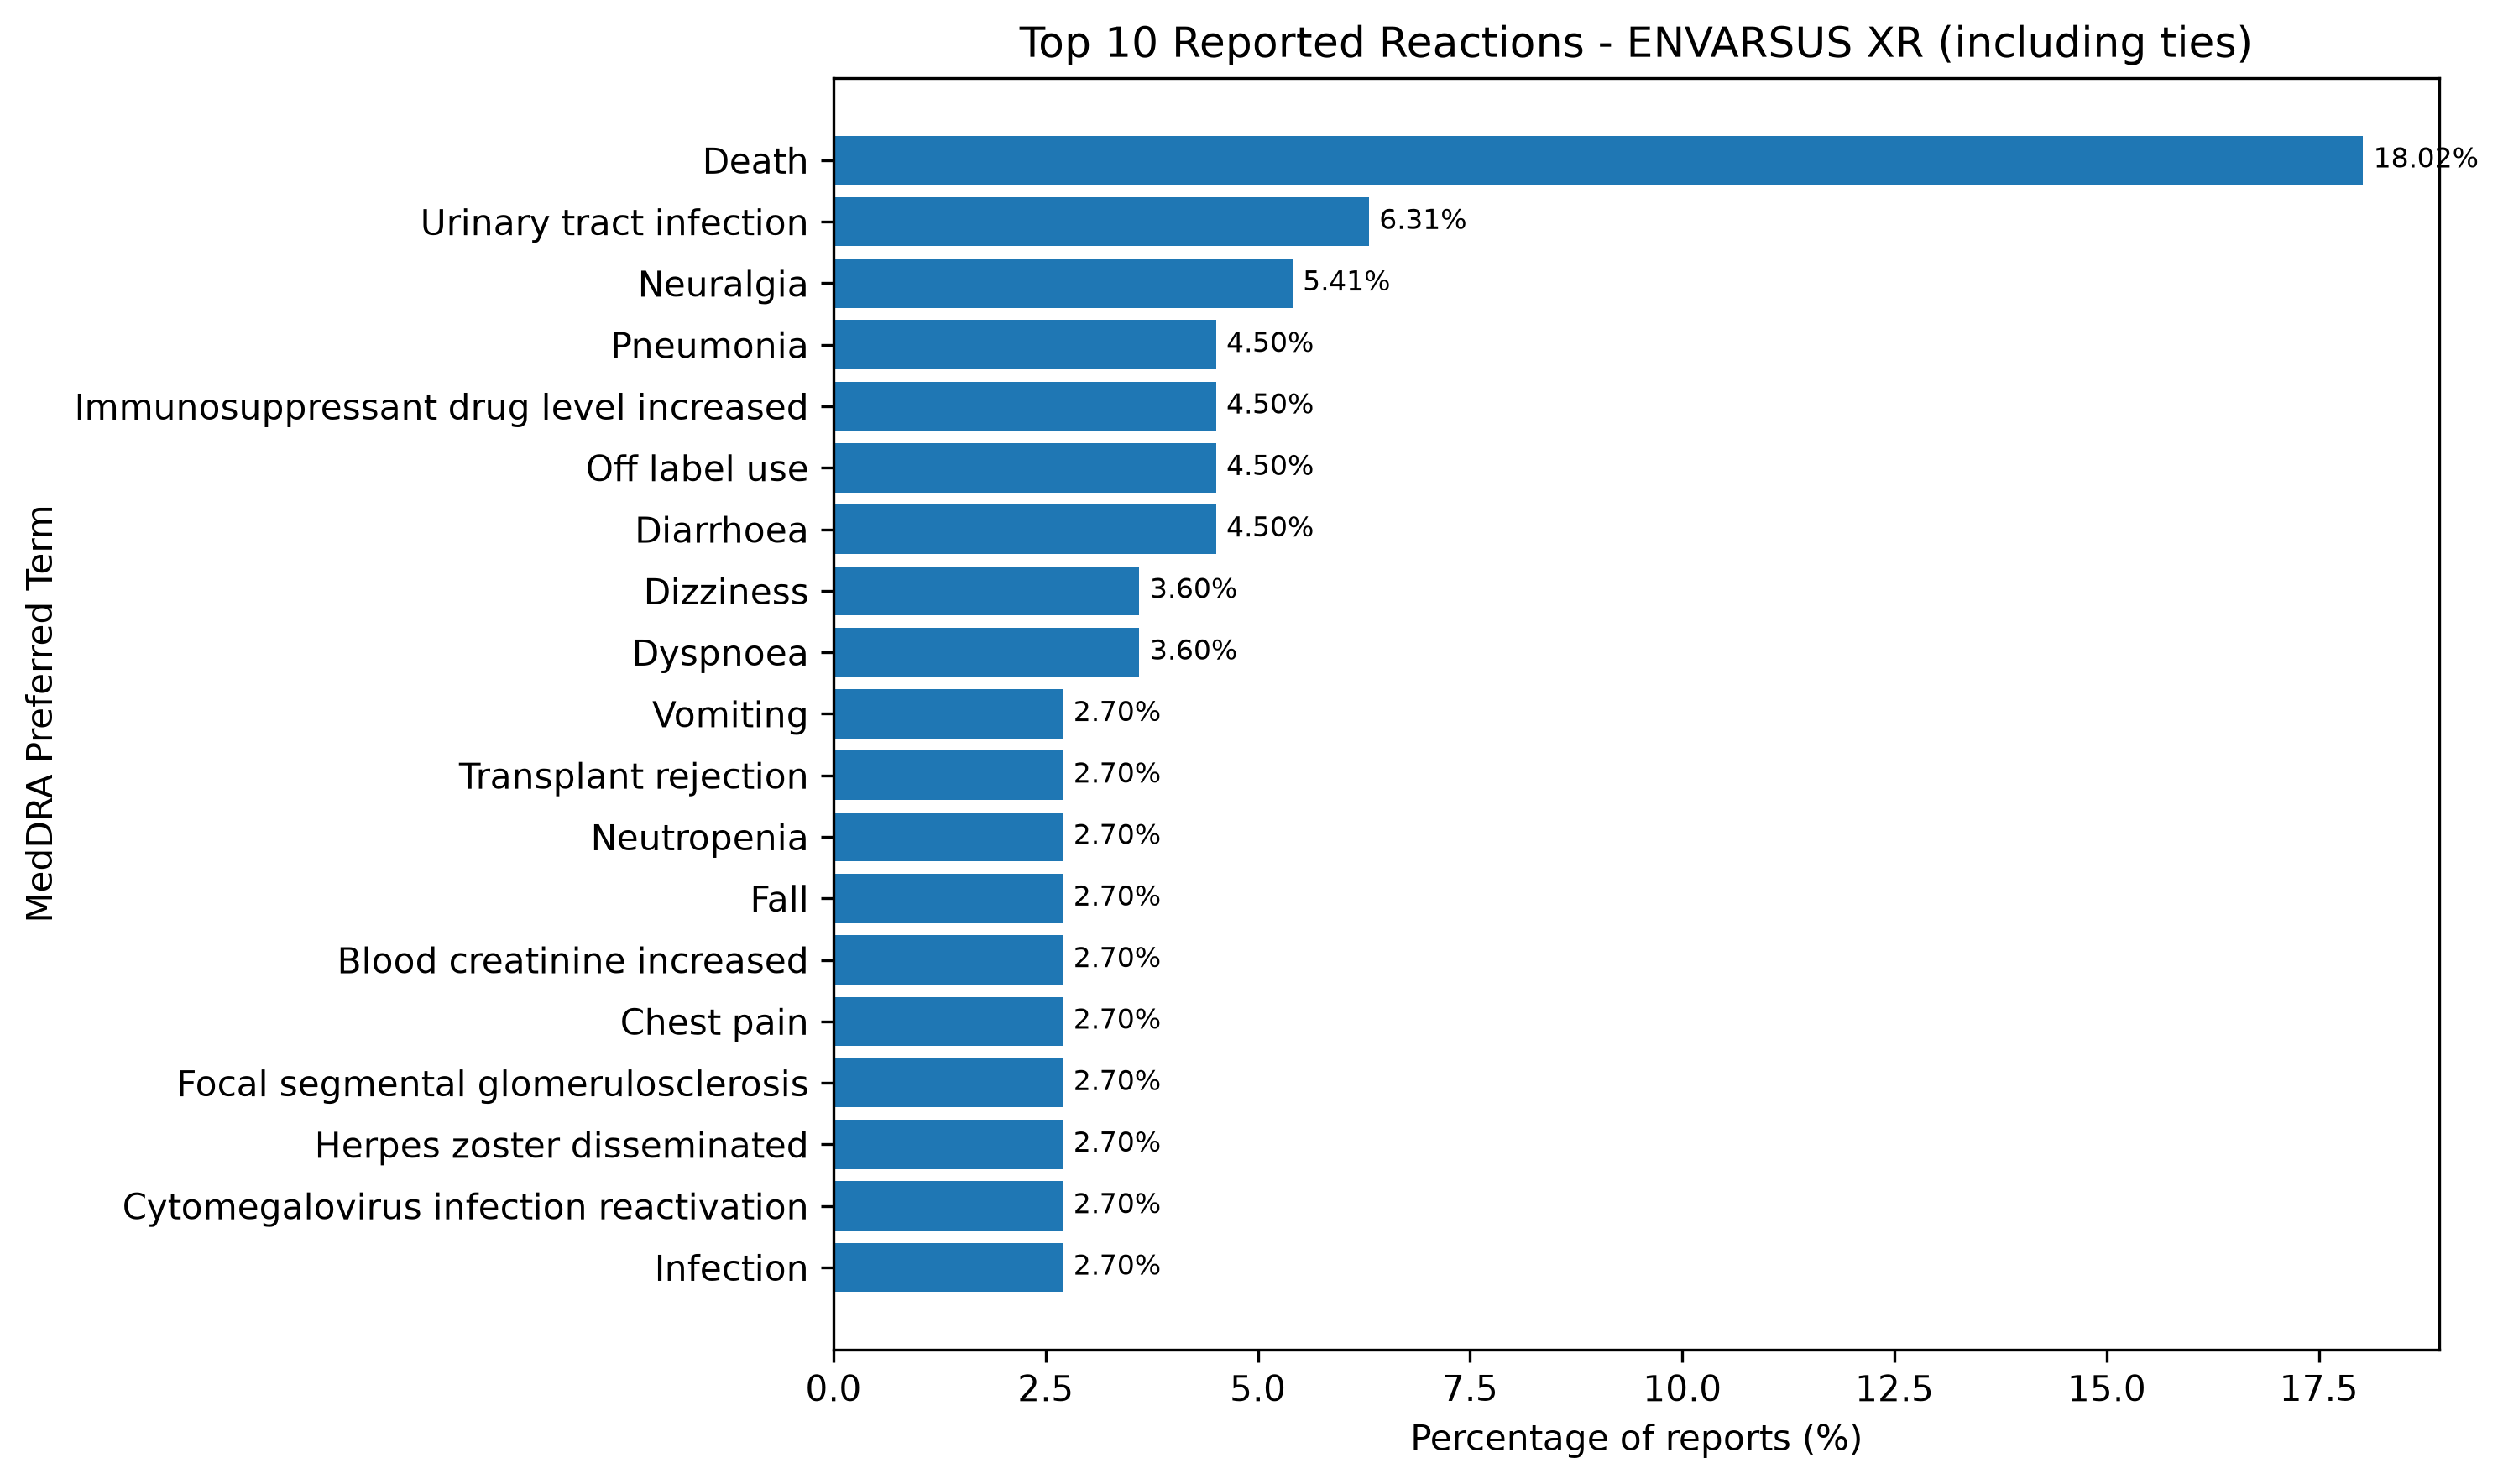 Top 10 Reported Reactions - ENVARSUS XR (including ties)
MedDRA Preferred Term
Death 18.02%
Urinary tract infection 6.31%
Neuralgia 5.41%
Pneumonia 4.50%
Immunosuppressant drug level increased 4.50%
Off label use 4.50%
Diarrhoea 4.50%
Dizziness 3.60%
Dyspnoea 3.60%
Vomiting 2.70%
Transplant rejection 2.70%
Neutropenia 2.70%
Fall 2.70%
Blood creatinine increased 2.70%
Chest pain 2.70%
Focal segmental glomerulosclerosis 2.70%
Herpes zoster disseminated 2.70%
Cytomegalovirus infection reactivation 2.70%
Infection 2.70%
0.0 2.5 5.0 7.5 10.0 12.5 15.0 17.5
Percentage of reports (%)